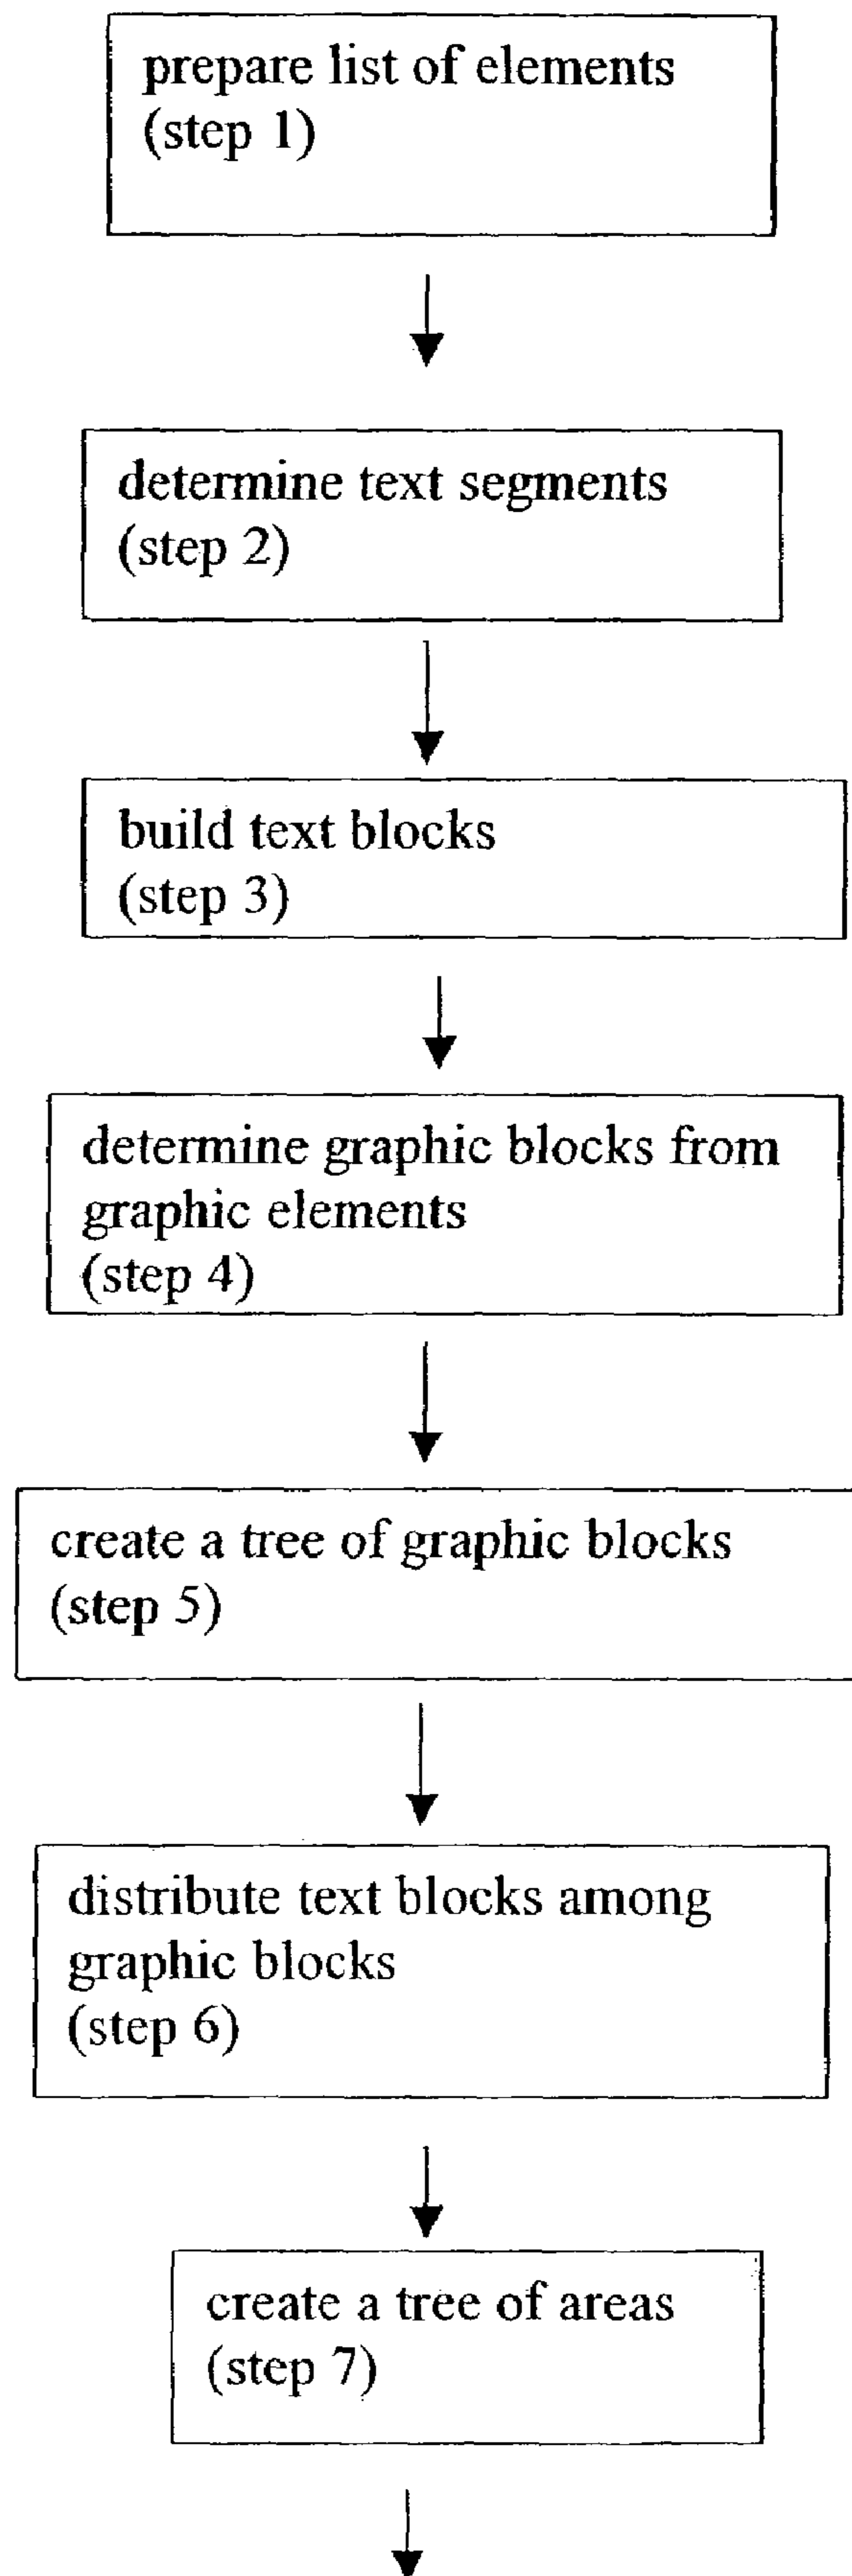 prepare list of elements
(step 1)
determine text segments
(step 2)
build text blocks
(step 3)
determine graphic blocks from
graphic elements
(step 4)
create a tree of graphic blocks
(step 5)
distribute text blocks among
graphic blocks
(step 6)
create a tree of areas
(step 7)